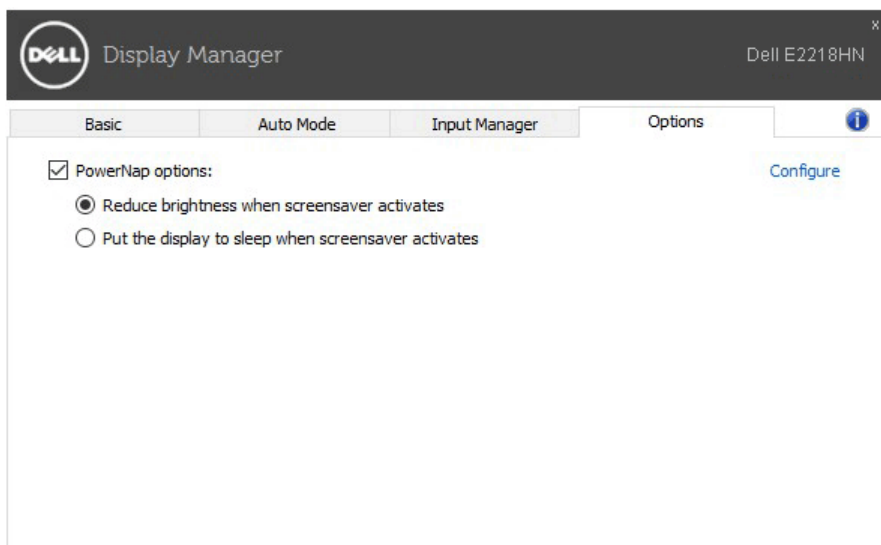 DELL Display Manager
x
Dell E2218HN
Basic Auto Mode Input Manager Options i
PowerNap options: Configure
Reduce brightness when screensaver activates
Put the display to sleep when screensaver activates